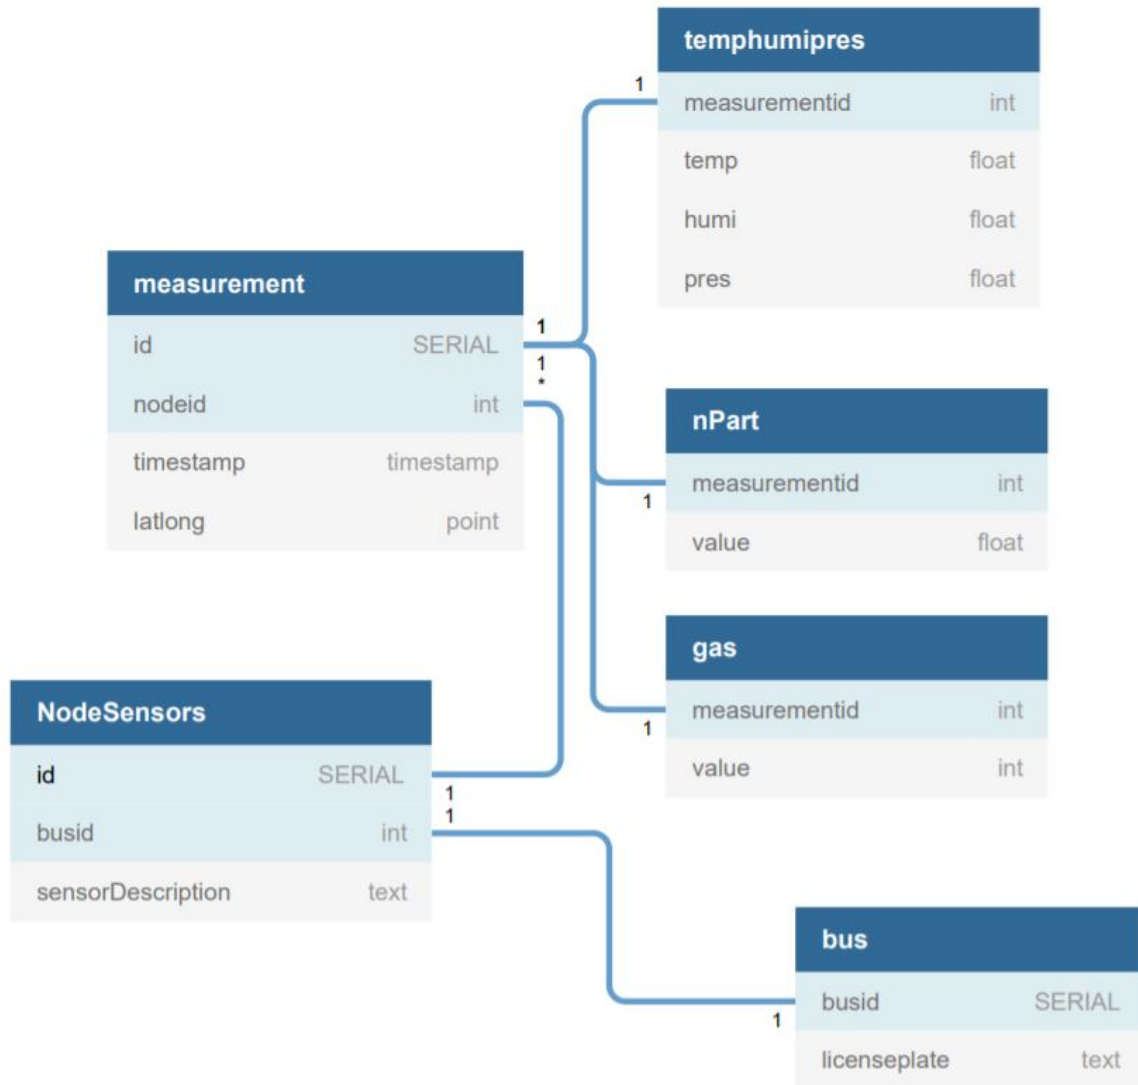 temphumipres
measurementid int
temp float
humi float
pres float
1
measurement
id SERIAL
nodeid int
timestamp timestamp
latlong point
1
1
*
nPart
measurementid int
value float
1
gas
measurementid int
value int
1
NodeSensors
id SERIAL
busid int
sensorDescription text
1
1
bus
busid SERIAL
licenseplate text
1